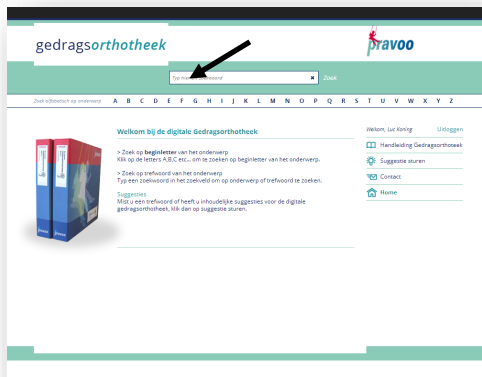 gedragsorthotheek
pravoo
Typ hier
Zoek
Zoek alfabetisch op onderwerp A B C D E F G H I J K L M N O P Q R S T U V W X Y Z
Welkom bij de digitale Gedragsorthotheek
> Zoek op beginletter van het onderwerp
Klik op de letters A,B,C etc... om te zoeken op beginletter van het onderwerp.
> Zoek op trefwoord van het onderwerp
Typ een zoekwoord in het zoekveld om op onderwerp of trefwoord te zoeken.
Suggesties
Mist u een trefwoord of heeft u inhoudelijke suggesties voor de digitale
gedragsorthotheek, klik dan op suggestie sturen.
Welkom, Luc Koning Uitloggen
Handleiding Gedragsorthotheek
Suggestie sturen
Contact
Home